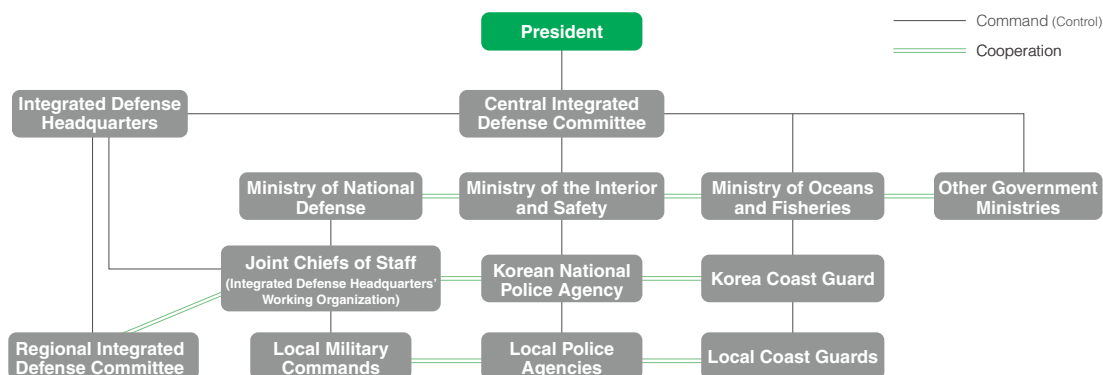 President
Command (Control)
Cooperation
Integrated Defense
Headquarters
Central Integrated
Defense Committee
Ministry of National
Defense
Ministry of the Interior
and Safety
Ministry of Oceans
and Fisheries
Other Government
Ministries
Joint Chiefs of Staff
(Integrated Defense Headquarters'
Working Organization)
Korean National
Police Agency
Korea Coast Guard
Regional Integrated
Defense Committee
Local Military
Commands
Local Police
Agencies
Local Coast Guards